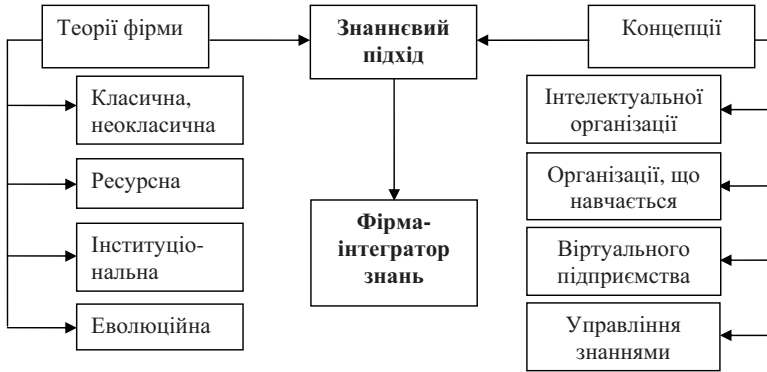 Теорії фірми
Класична,
неокласична
Ресурсна
Інституціо-
нальна
Еволюційна
Знаннєвий
підхід
Фірма-
інтегратор
знань
Концепції
Інтелектуальної
організації
Організації, що
навчається
Віртуального
підприємства
Управління
знаннями